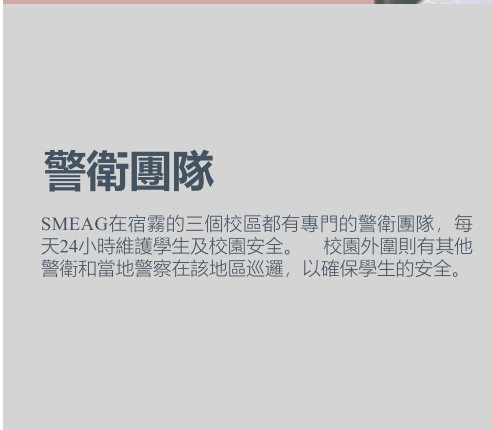 警衛團隊
SMEAG在宿霧的三個校區都有專門的警衛團隊，每
天24小時維護學生及校園安全。　校園外圍則有其他
警衛和當地警察在該地區巡邏，以確保學生的安全。